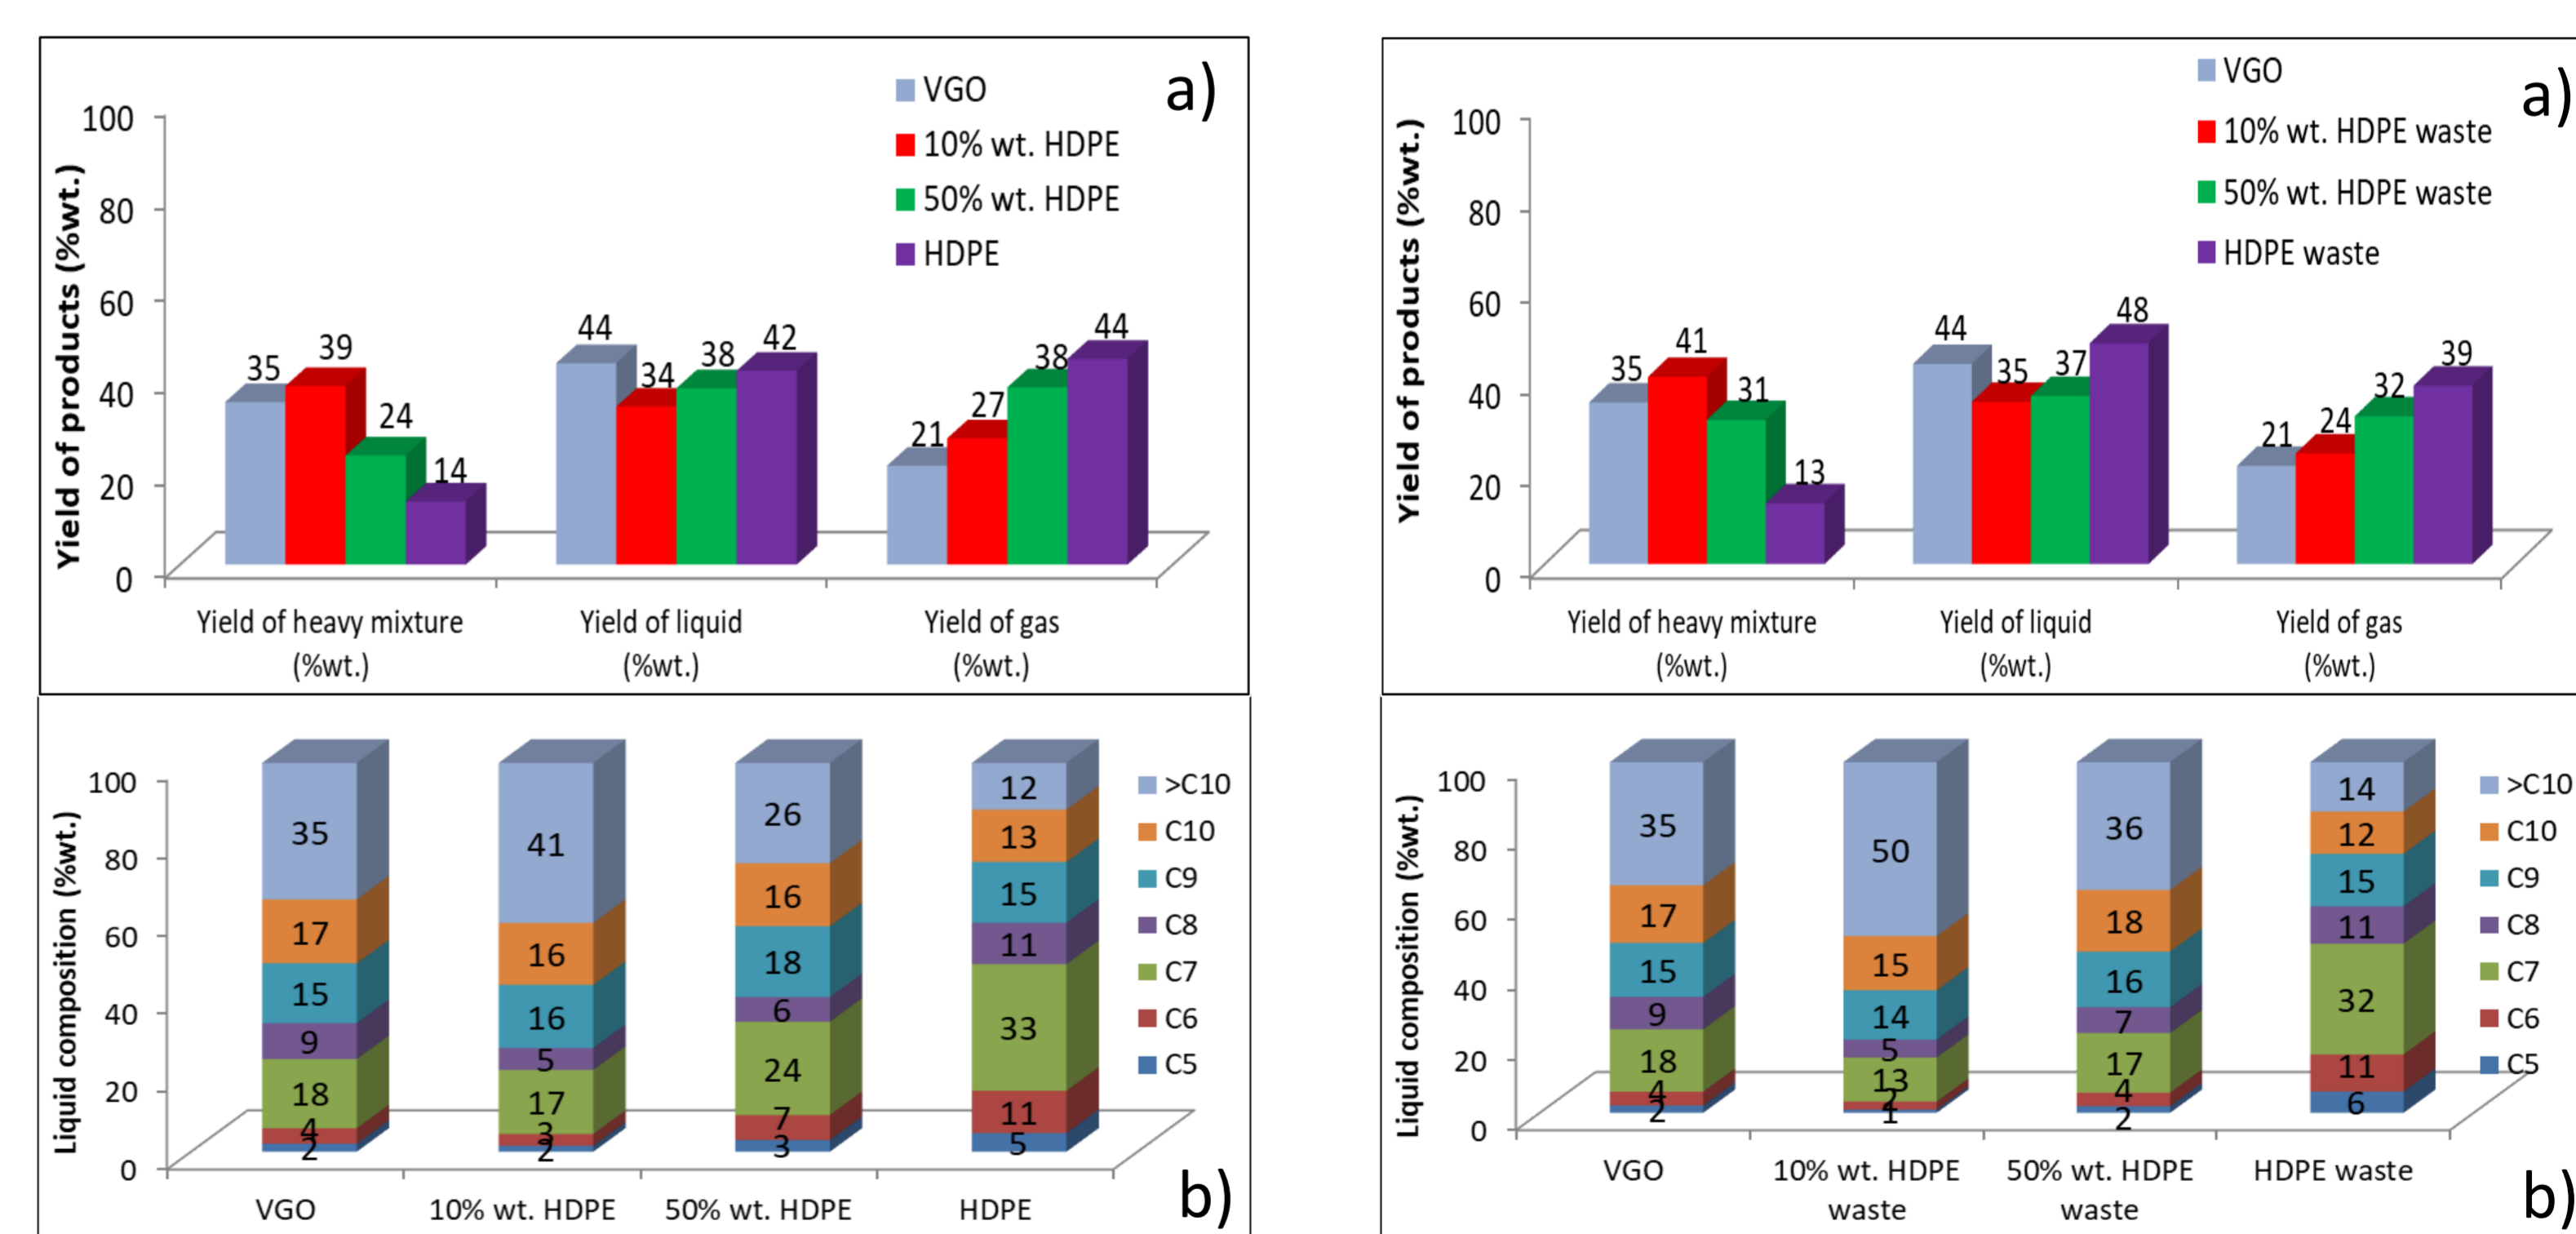 a)
VGO
10% wt. HDPE
50% wt. HDPE
HDPE
Yield of products (%wt.)
100
80
60
40
20
0
35
39
24
14
44
34
38
42
21
27
38
44
Yield of heavy mixture
(%wt.)
Yield of liquid
(%wt.)
Yield of gas
(%wt.)
a)
VGO
10% wt. HDPE waste
50% wt. HDPE waste
HDPE waste
Yield of products (%wt.)
100
80
60
40
20
0
35
41
31
13
44
35
37
48
21
24
32
39
Yield of heavy mixture
(%wt.)
Yield of liquid
(%wt.)
Yield of gas
(%wt.)
Liquid composition (%wt.)
100
80
60
40
20
0
35
17
15
9
18
4
2
41
16
16
5
17
3
2
26
16
18
6
24
7
3
12
13
15
11
33
11
5
>C10
C10
C9
C8
C7
C6
C5
VGO
10% wt. HDPE
50% wt. HDPE
HDPE
b)
Liquid composition (%wt.)
100
80
60
40
20
0
35
17
15
9
18
4
2
50
15
14
5
13
2
1
36
18
16
7
17
4
2
14
12
15
11
32
11
6
>C10
C10
C9
C8
C7
C6
C5
VGO
10% wt. HDPE
waste
50% wt. HDPE
waste
HDPE waste
b)